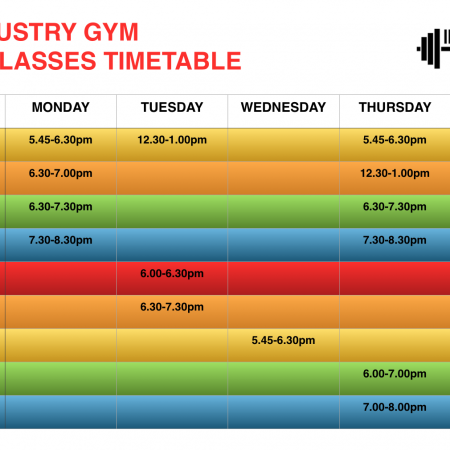 USTRY GYM
LASSES TIMETABLE
MONDAY TUESDAY WEDNESDAY THURSDAY
5.45-6.30pm 12.30-1.00pm 5.45-6.30pm
6.30-7.00pm 12.30-1.00pm
6.30-7.30pm 6.30-7.30pm
7.30-8.30pm 7.30-8.30pm
6.00-6.30pm
6.30-7.30pm
5.45-6.30pm
6.00-7.00pm
7.00-8.00pm